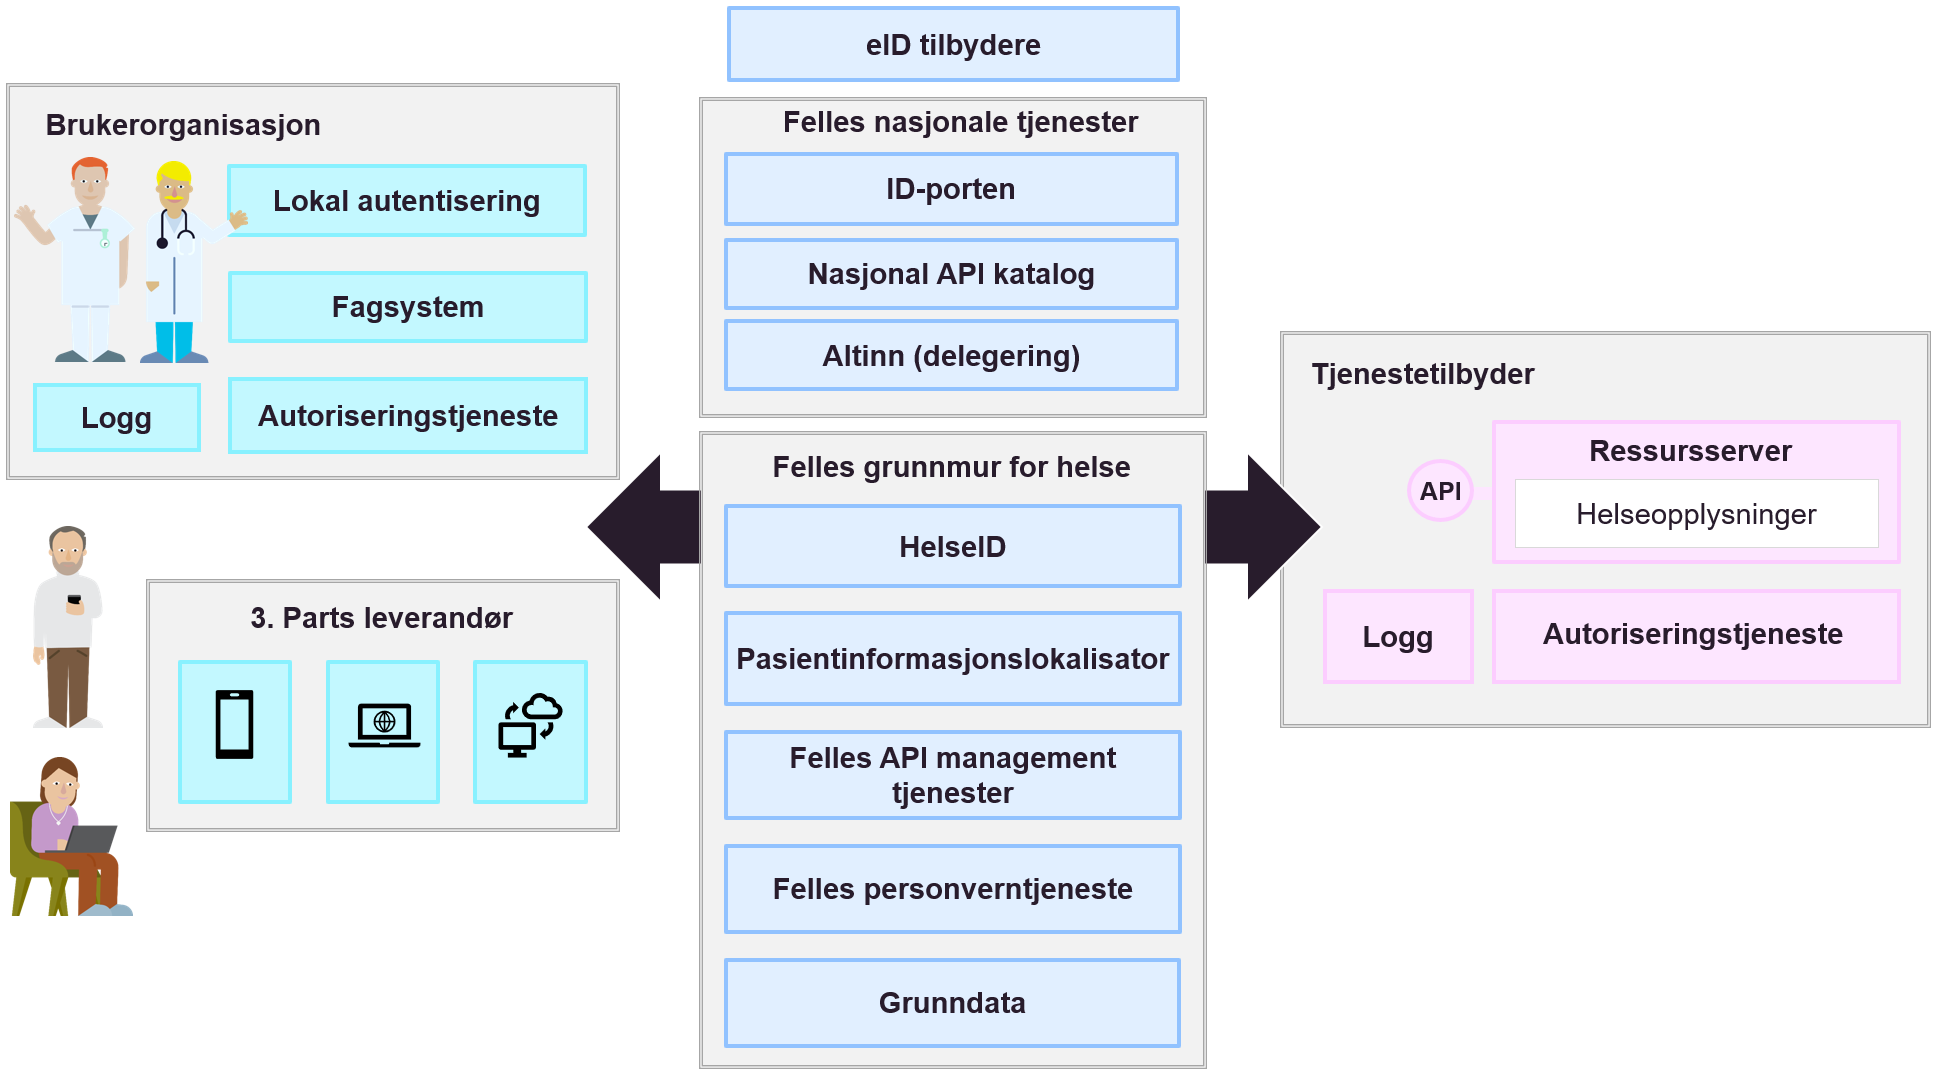 eID tilbydere
Brukerorganisasjon
Lokal autentisering
Fagsystem
Logg
Autoriseringstjeneste
3. Parts leverandør
Felles nasjonale tjenester
ID-porten
Nasjonal API katalog
Altinn (delegering)
Felles grunnmur for helse
HelseID
Pasientinformasjonslokalisator
Felles API management
tjenester
Felles personverntjeneste
Grunndata
Tjenestetilbyder
Ressursserver
API
Helseopplysninger
Logg
Autoriseringstjeneste